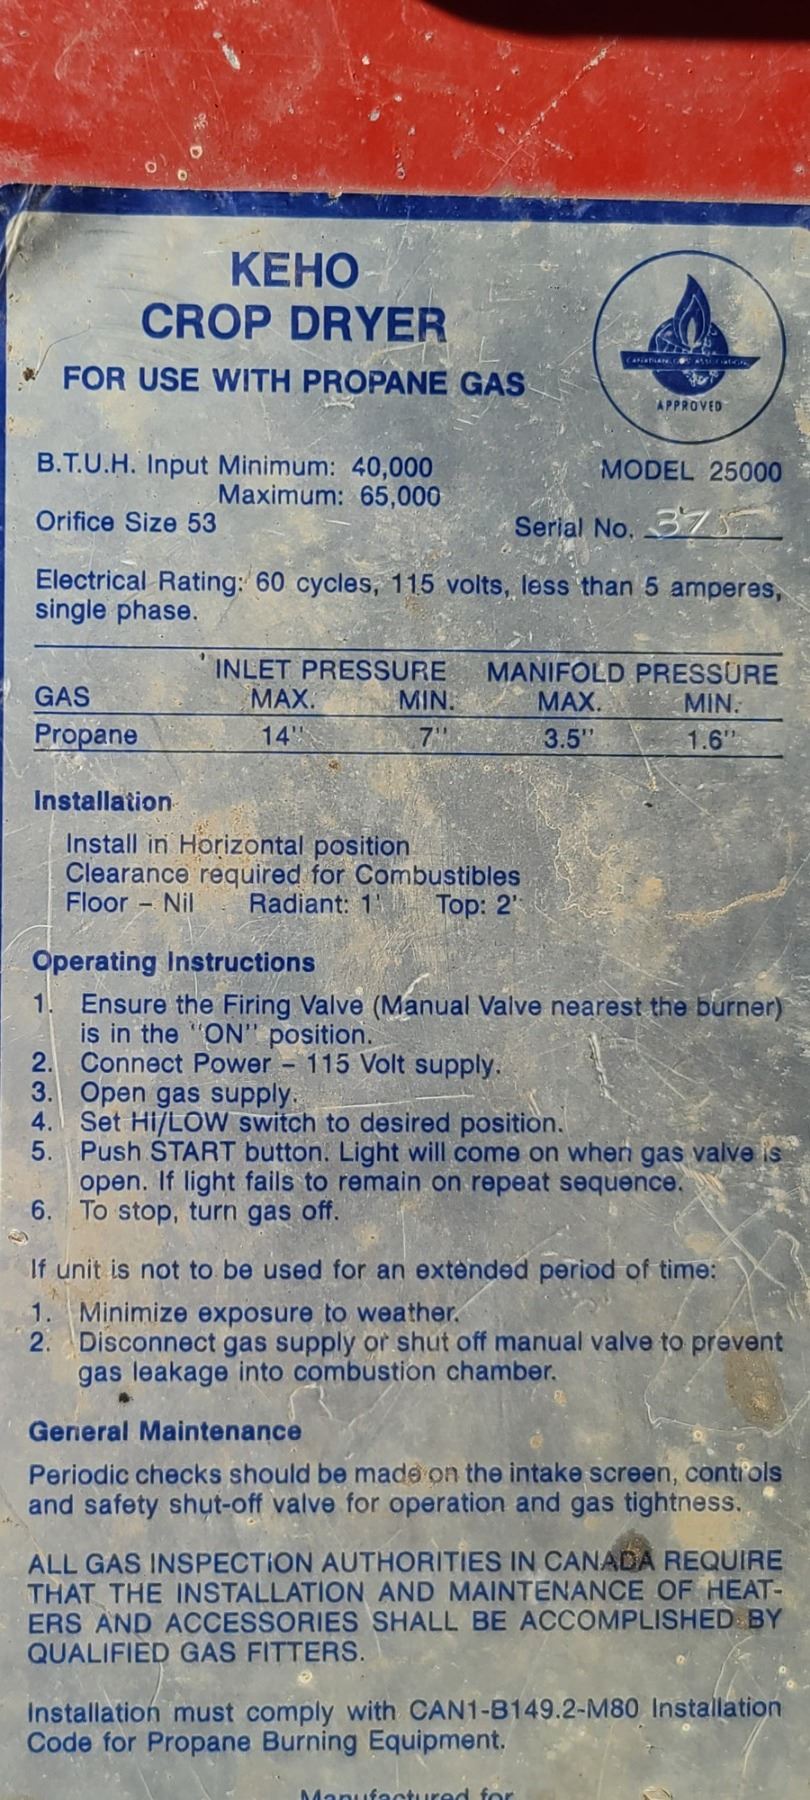 KEHO
CROP DRYER
FOR USE WITH PROPANE GAS
CANADIAN GAS ASSOCIATION
APPROVED
B.T.U.H. Input Minimum: 40,000
Maximum: 65,000
MODEL 25000
Orifice Size 53
Serial No. 375
Electrical Rating: 60 cycles, 115 volts, less than 5 amperes,
single phase.
INLET PRESSURE MANIFOLD PRESSURE
GAS MAX. MIN. MAX. MIN.
Propane 14" 7" 3.5" 1.6"
Installation
Install in Horizontal position
Clearance required for Combustibles
Floor – Nil Radiant: 1' Top: 2'
Operating Instructions
1. Ensure the Firing Valve (Manual Valve nearest the burner)
is in the "ON" position.
2. Connect Power – 115 Volt supply.
3. Open gas supply.
4. Set HI/LOW switch to desired position.
5. Push START button. Light will come on when gas valve is
open. If light fails to remain on repeat sequence.
6. To stop, turn gas off.
If unit is not to be used for an extended period of time:
1. Minimize exposure to weather.
2. Disconnect gas supply or shut off manual valve to prevent
gas leakage into combustion chamber.
General Maintenance
Periodic checks should be made on the intake screen, controls
and safety shut-off valve for operation and gas tightness.
ALL GAS INSPECTION AUTHORITIES IN CANADA REQUIRE
THAT THE INSTALLATION AND MAINTENANCE OF HEAT-
ERS AND ACCESSORIES SHALL BE ACCOMPLISHED BY
QUALIFIED GAS FITTERS.
Installation must comply with CAN1-B149.2-M80 Installation
Code for Propane Burning Equipment.
Manufactured for